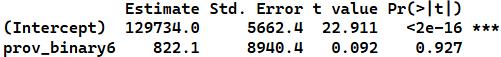 Estimate Std. Error t value Pr(>|t|)
(Intercept) 129734.0 5662.4 22.911 <2e-16 ***
prov_binary6 822.1 8940.4 0.092 0.927